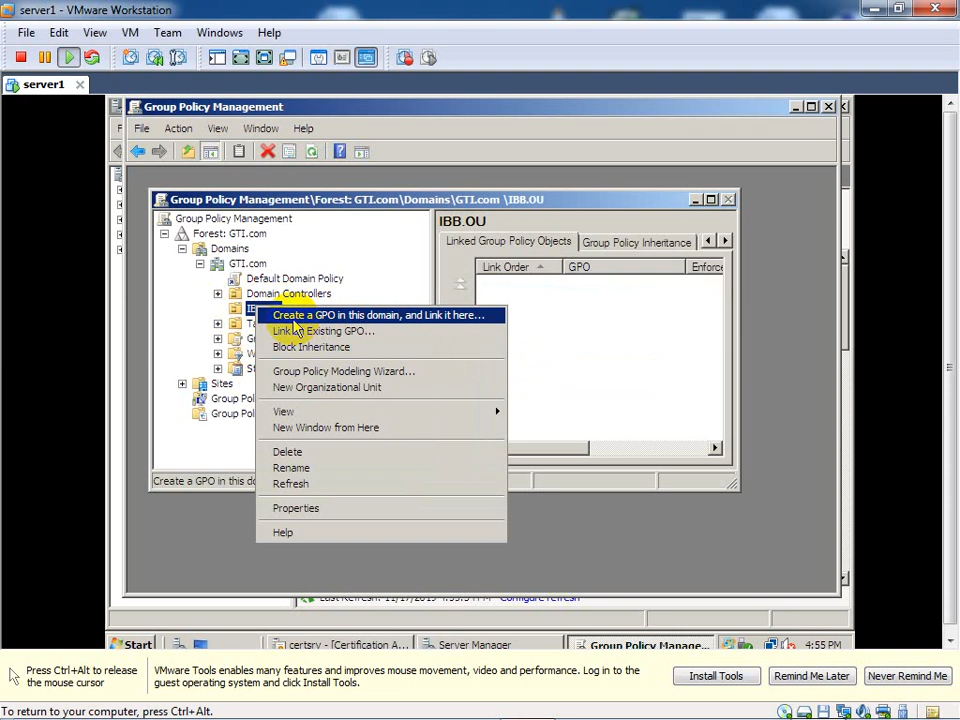 server1 - VMware Workstation
File Edit View VM Team Windows Help
server1
Group Policy Management
File Action View Window Help
Group Policy Management\Forest: GTI.com\Domains\GTI.com \IBB.OU
Group Policy Management
Forest: GTI.com
Domains
GTI.com
Default Domain Policy
Domain Controllers
Sites
Group Pol
Group Pol
Create a GPO in this do
IBB.OU
Linked Group Policy Objects Group Policy Inheritance
Link Order GPO Enforce
Create a GPO in this domain, and Link it here...
Link an Existing GPO...
Block Inheritance
Group Policy Modeling Wizard...
New Organizational Unit
View
New Window from Here
Delete
Rename
Refresh
Properties
Help
Configure refresh
Start certsrv - [Certification A... Server Manager Group Policy Manage... 4:55 PM
Press Ctrl+Alt to release
the mouse cursor
VMware Tools enables many features and improves mouse movement, video and performance. Log in to the
guest operating system and click Install Tools.
Install Tools Remind Me Later Never Remind Me
To return to your computer, press Ctrl+Alt.